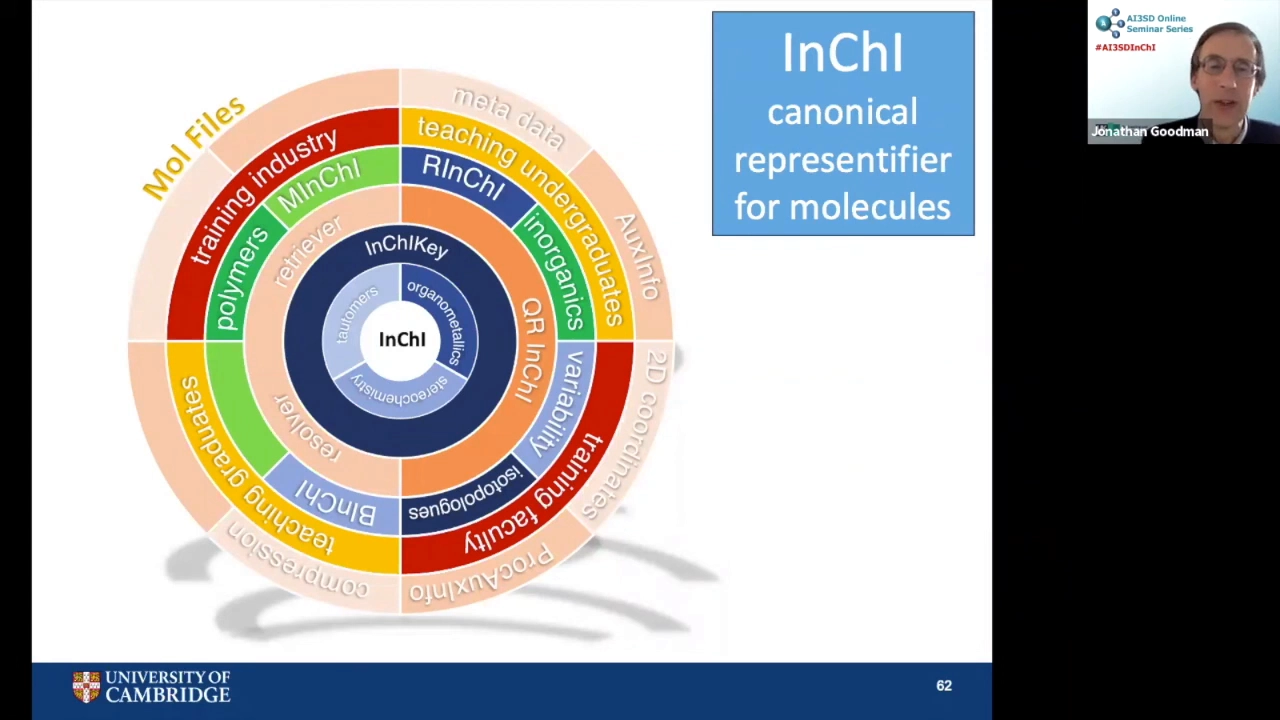 InChI
canonical
representifier
for molecules
AI3SD Online
Seminar Series
#AI3SDInChI
Jonathan Goodman
Mol Files
meta data
AuxInfo
2D coordinates
ProcAuxInfo
compression
training industry
teaching undergraduates
training faculty
teaching graduates
MInChI
RInChI
inorganics
variability
isotopologues
BInChI
polymers
retriever
QR InChI
resolver
InChIKey
tautomers
organometallics
stereochemistry
InChI
UNIVERSITY OF
CAMBRIDGE
62